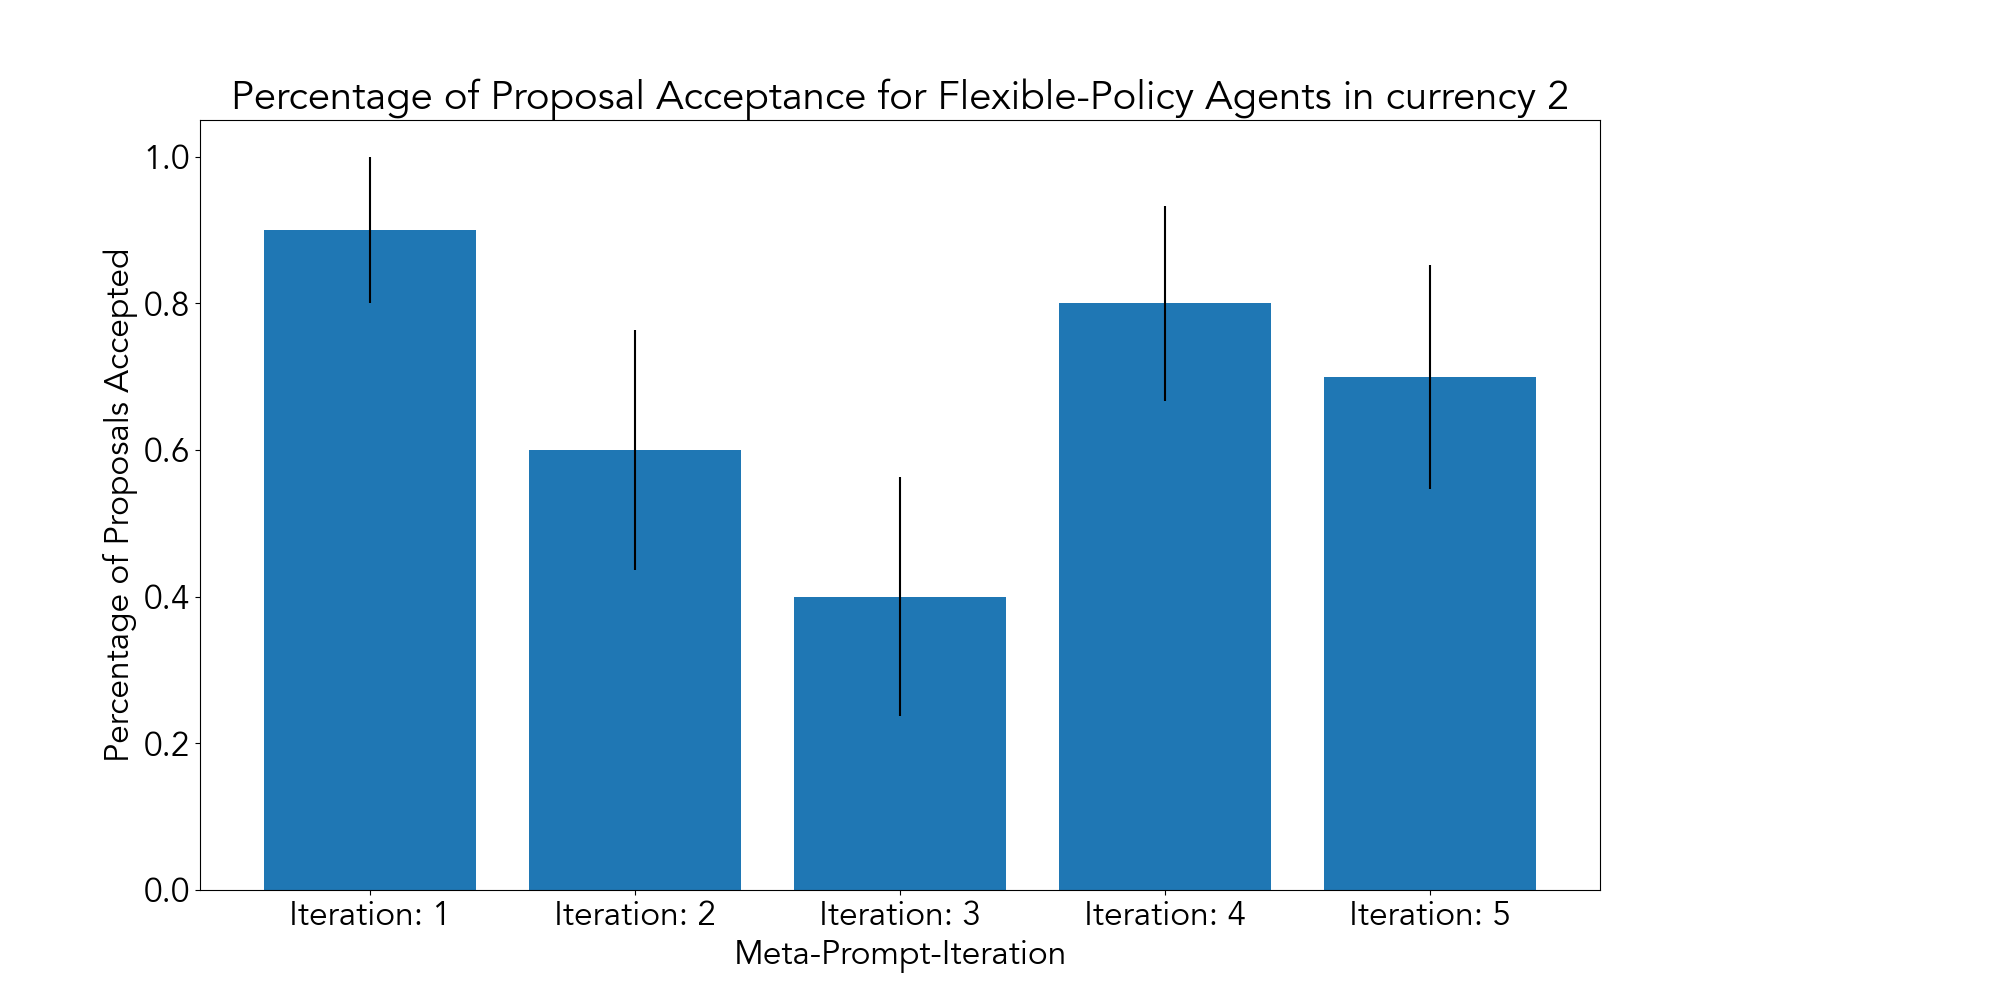 Percentage of Proposal Acceptance for Flexible-Policy Agents in currency 2
Percentage of Proposals Accepted
1.0
0.8
0.6
0.4
0.2
0.0
Iteration: 1
Iteration: 2
Iteration: 3
Iteration: 4
Iteration: 5
Meta-Prompt-Iteration